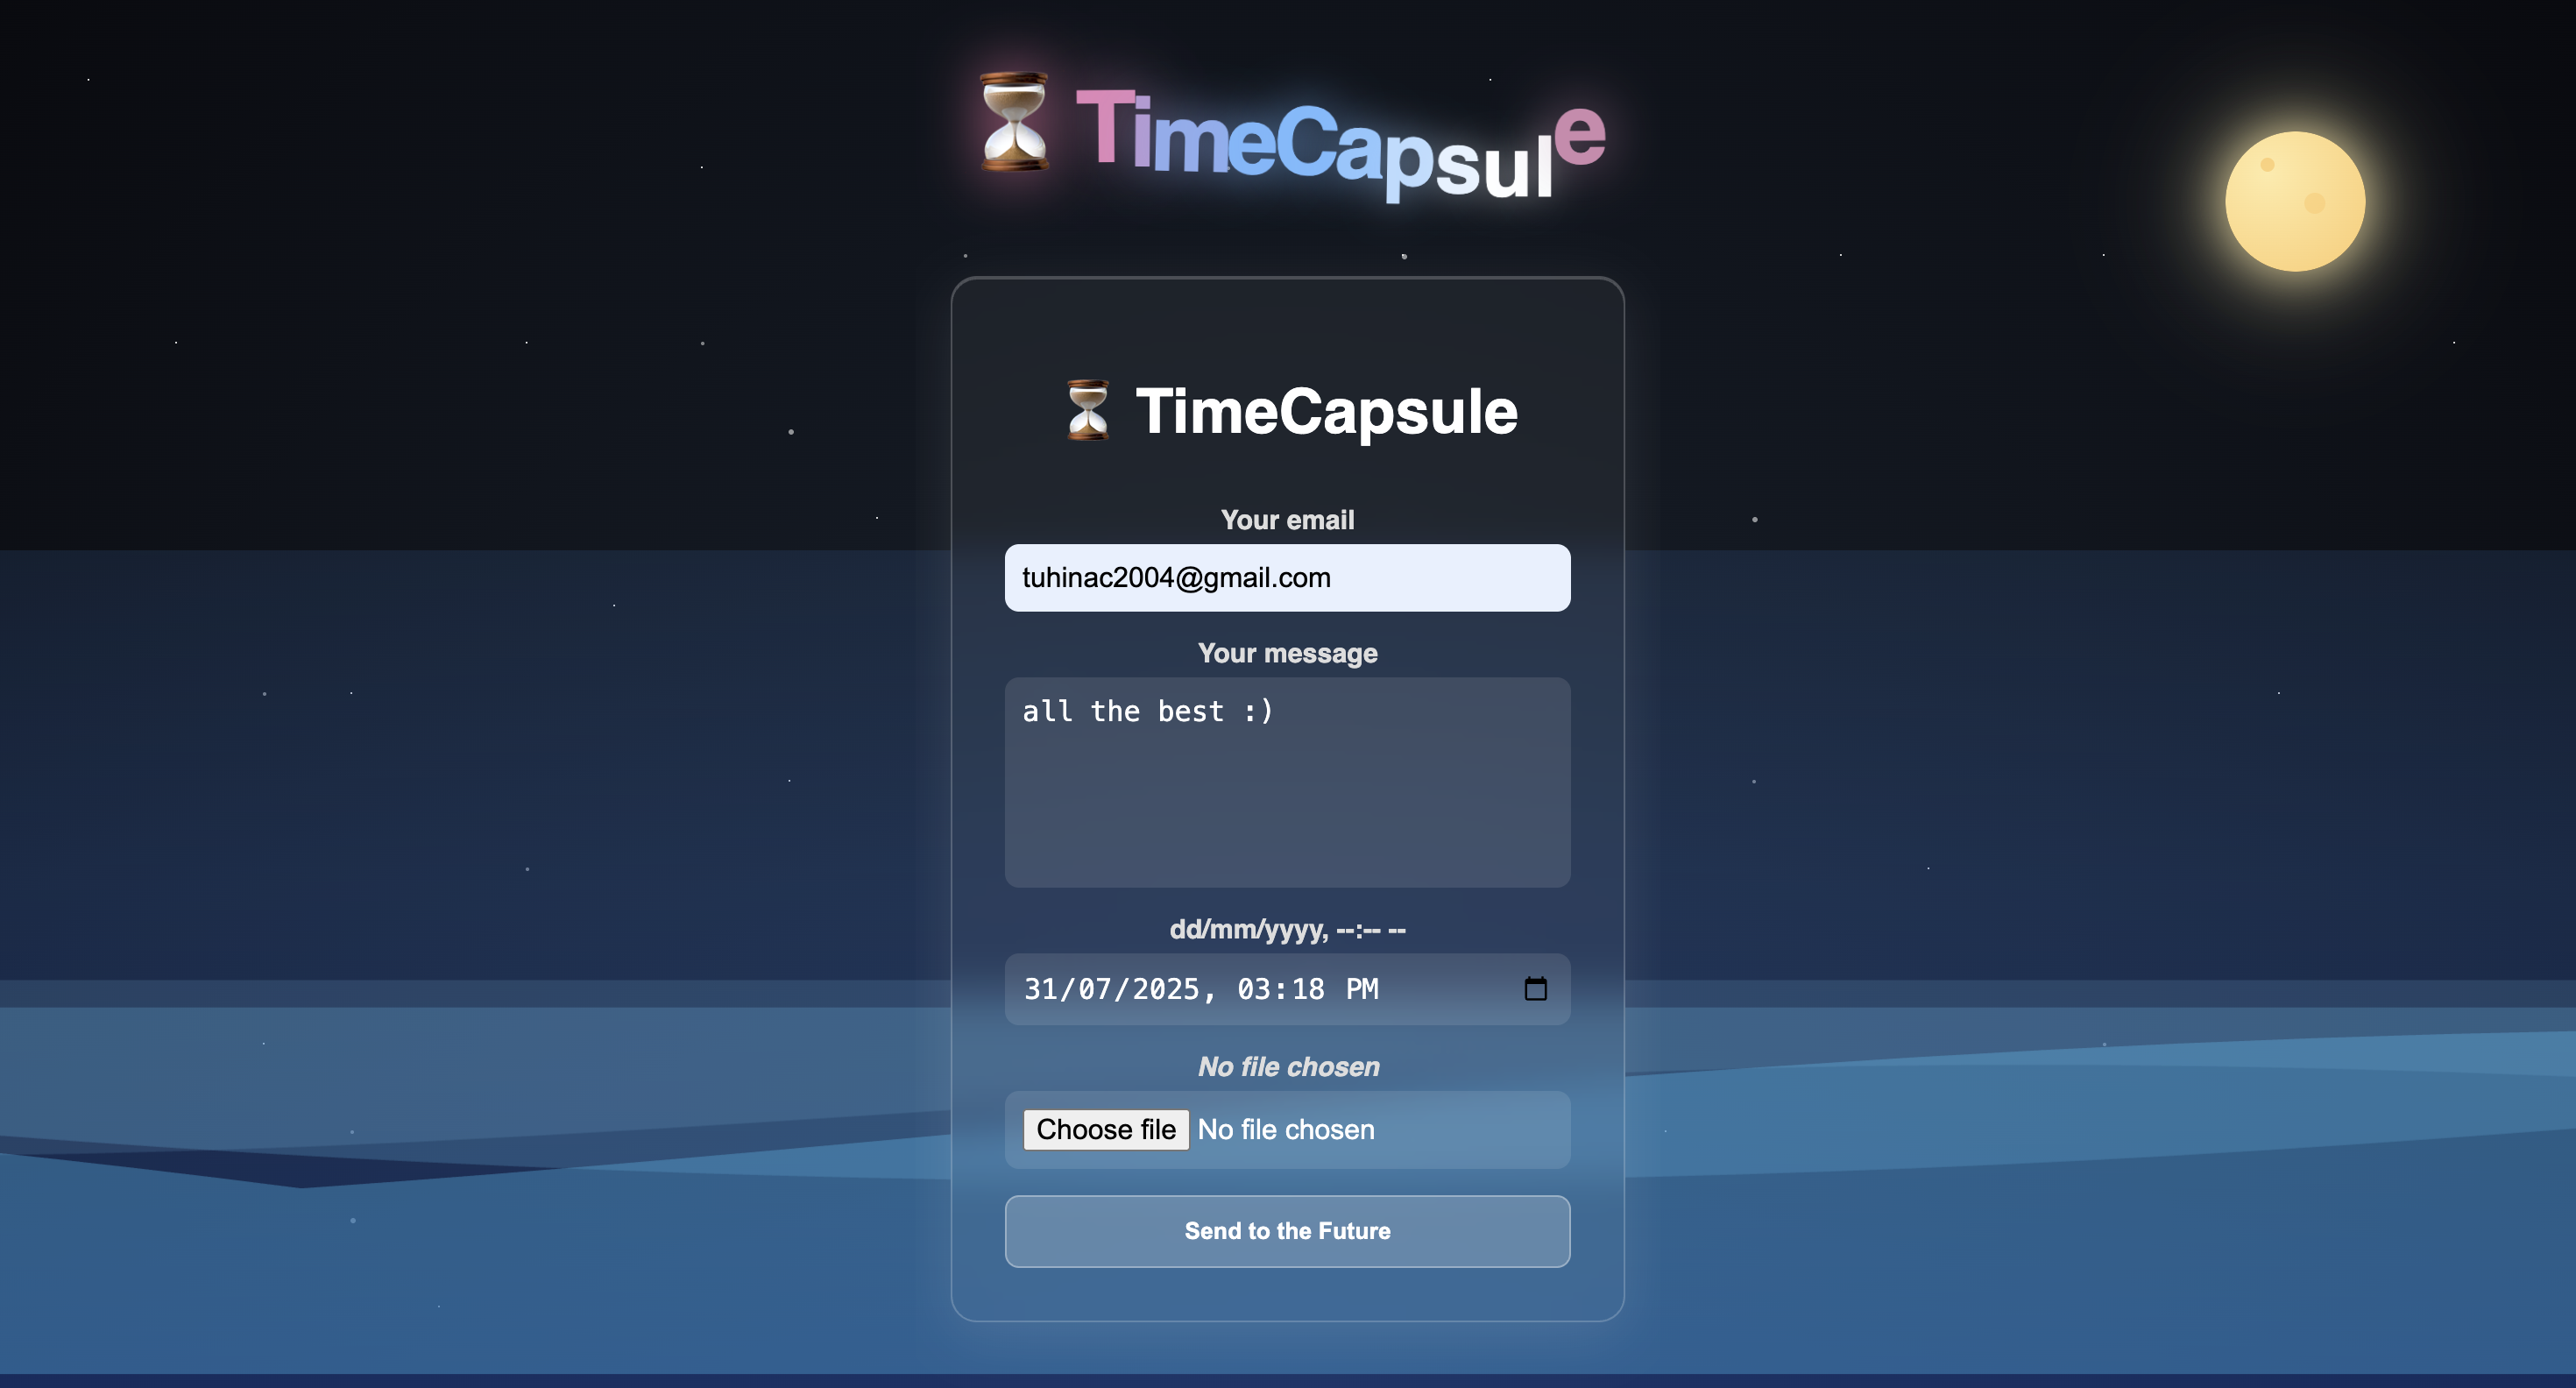 TimeCapsule
TimeCapsule
Your email
tuhinac2004@gmail.com
Your message
all the best :)
dd/mm/yyyy, --:-- --
31/07/2025, 03:18 PM
No file chosen
Choose file No file chosen
Send to the Future